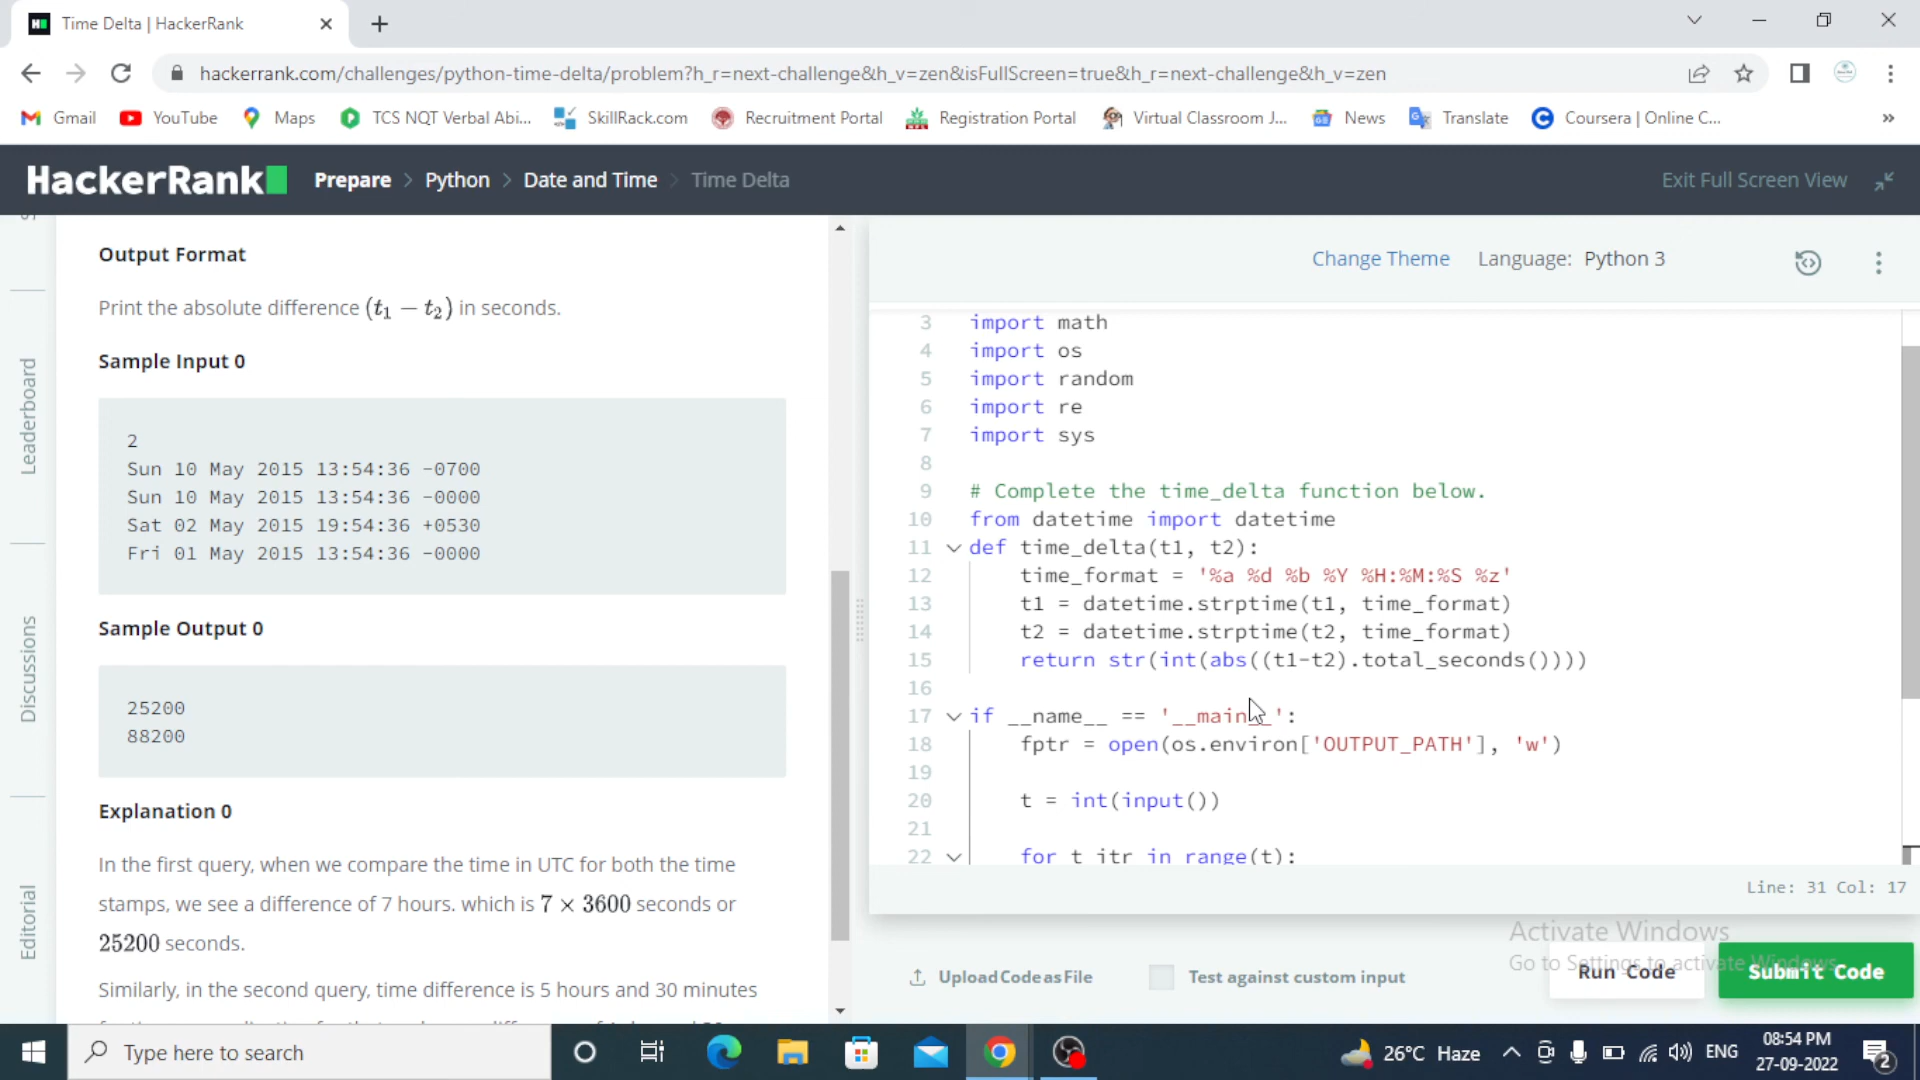 Time Delta | HackerRank
hackerrank.com/challenges/python-time-delta/problem?h_r=next-challenge&h_v=zen&isFullScreen=true&h_r=next-challenge&h_v=zen
Gmail YouTube Maps TCS NQT Verbal Abi... SkillRack.com Recruitment Portal Registration Portal Virtual Classroom J... News Translate Coursera | Online C... »
HackerRank Prepare > Python > Date and Time > Time Delta Exit Full Screen View
Leaderboard
Discussions
Editorial
Output Format
Print the absolute difference (t1 − t2) in seconds.
Sample Input 0
2
Sun 10 May 2015 13:54:36 -0700
Sun 10 May 2015 13:54:36 -0000
Sat 02 May 2015 19:54:36 +0530
Fri 01 May 2015 13:54:36 -0000
Sample Output 0
25200
88200
Explanation 0
In the first query, when we compare the time in UTC for both the time
stamps, we see a difference of 7 hours. which is 7 × 3600 seconds or
25200 seconds.
Similarly, in the second query, time difference is 5 hours and 30 minutes
Change Theme Language: Python 3
3 import math
4 import os
5 import random
6 import re
7 import sys
8
9 # Complete the time_delta function below.
10 from datetime import datetime
11 def time_delta(t1, t2):
12 time_format = '%a %d %b %Y %H:%M:%S %z'
13 t1 = datetime.strptime(t1, time_format)
14 t2 = datetime.strptime(t2, time_format)
15 return str(int(abs((t1-t2).total_seconds())))
16
17 if __name__ == '__main__':
18 fptr = open(os.environ['OUTPUT_PATH'], 'w')
19
20 t = int(input())
21
22 for t_itr in range(t):
Line: 31 Col: 17
Activate Windows
Go to Settings to activate Windows.
Upload Code as File Test against custom input Run Code Submit Code
Type here to search
26°C Haze
ENG
08:54 PM
27-09-2022
2